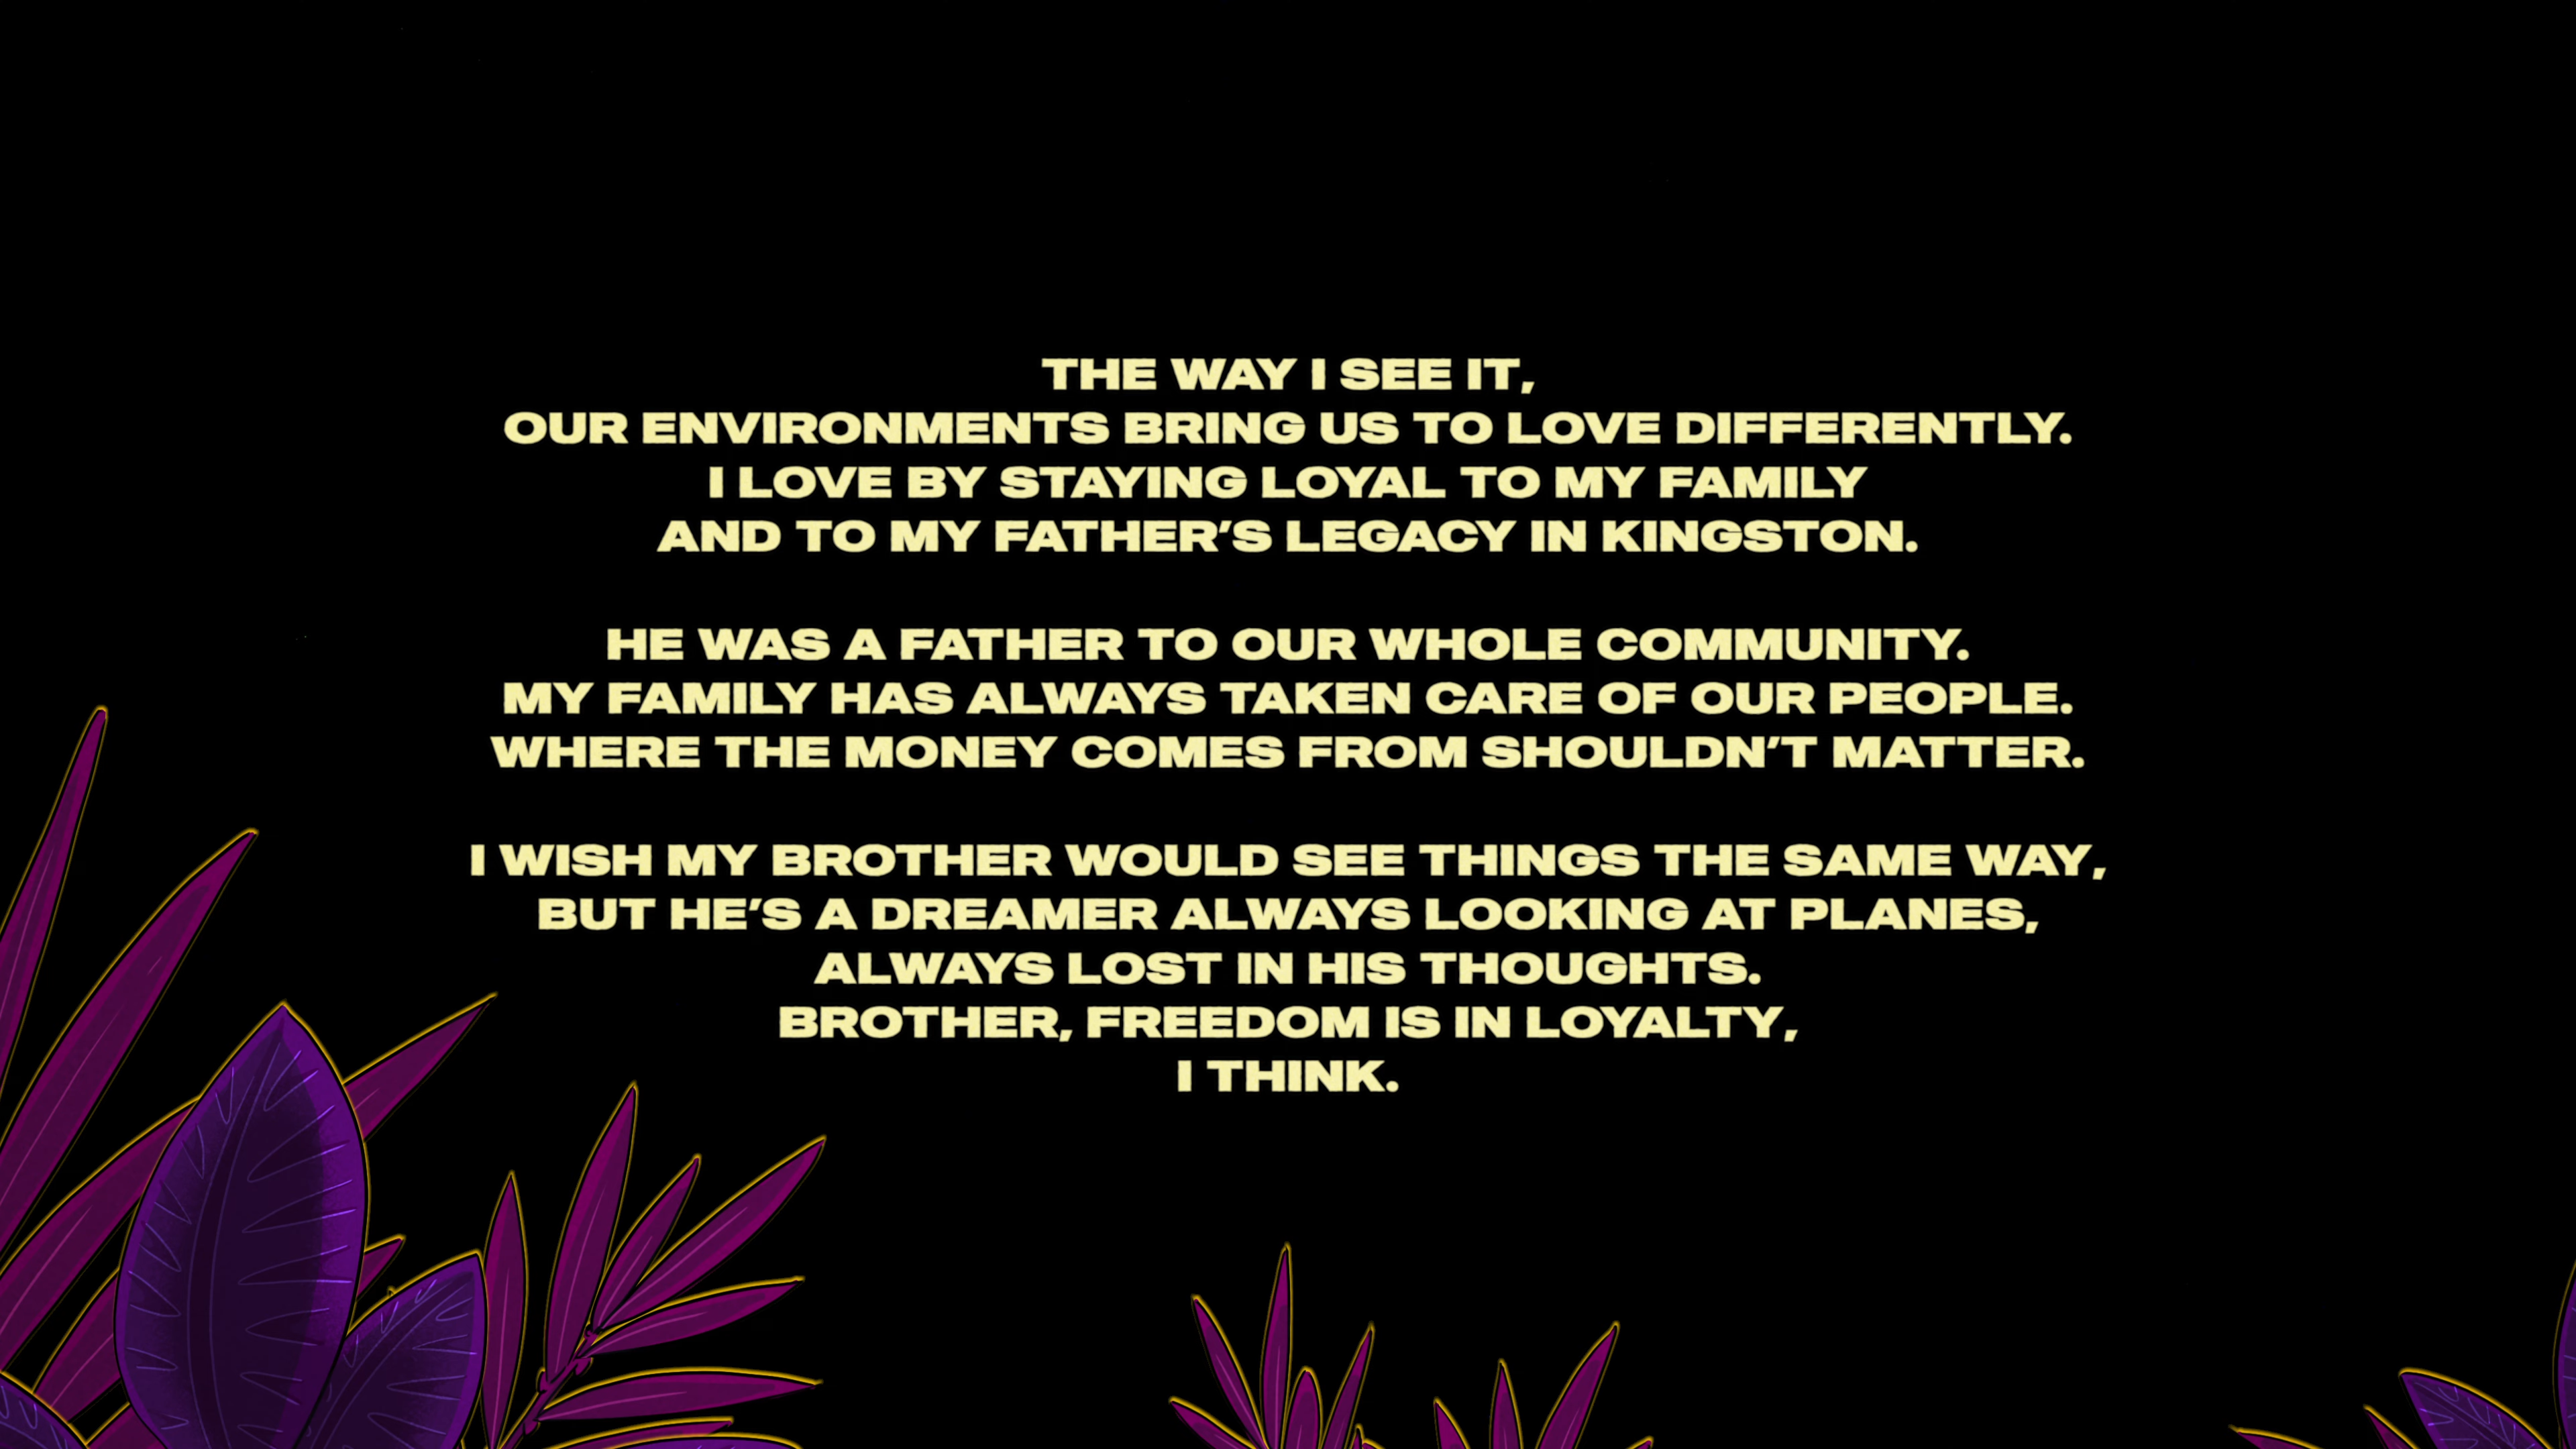 THE WAY I SEE IT,
OUR ENVIRONMENTS BRING US TO LOVE DIFFERENTLY.
I LOVE BY STAYING LOYAL TO MY FAMILY
AND TO MY FATHER’S LEGACY IN KINGSTON.
HE WAS A FATHER TO OUR WHOLE COMMUNITY.
MY FAMILY HAS ALWAYS TAKEN CARE OF OUR PEOPLE.
WHERE THE MONEY COMES FROM SHOULDN’T MATTER.
I WISH MY BROTHER WOULD SEE THINGS THE SAME WAY,
BUT HE’S A DREAMER ALWAYS LOOKING AT PLANES,
ALWAYS LOST IN HIS THOUGHTS.
BROTHER, FREEDOM IS IN LOYALTY,
I THINK.